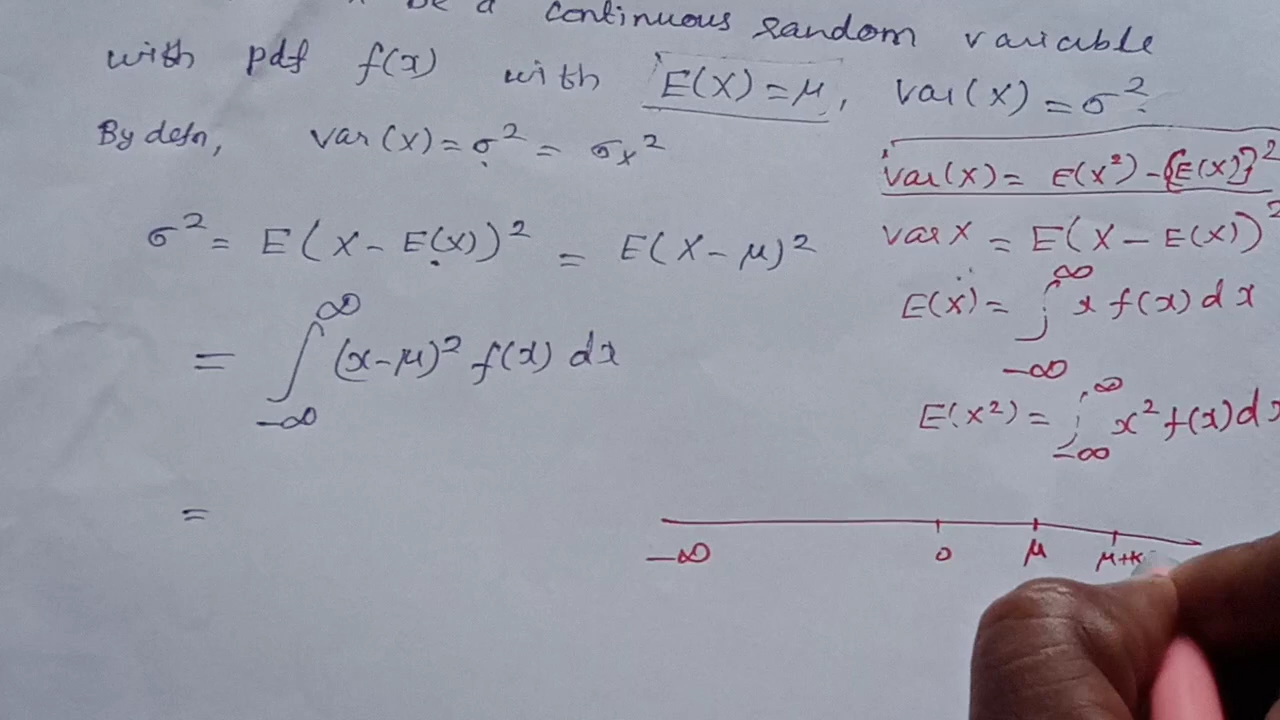 be a continuous random variable
with pdf f(x) with E(X) = μ, var(X) = σ²
By defn, var(X) = σ² = σx²
var(X) = E(X²) - {E(X)}²
σ² = E(X - E(X))² = E(X - μ)²
var X = E(X - E(X))²
E(X) = ∫_{-∞}^{∞} x f(x) dx
= ∫_{-∞}^{∞} (x-μ)² f(x) dx
E(X²) = ∫_{-∞}^{∞} x² f(x) dx
=
-∞ 0 μ μ+k